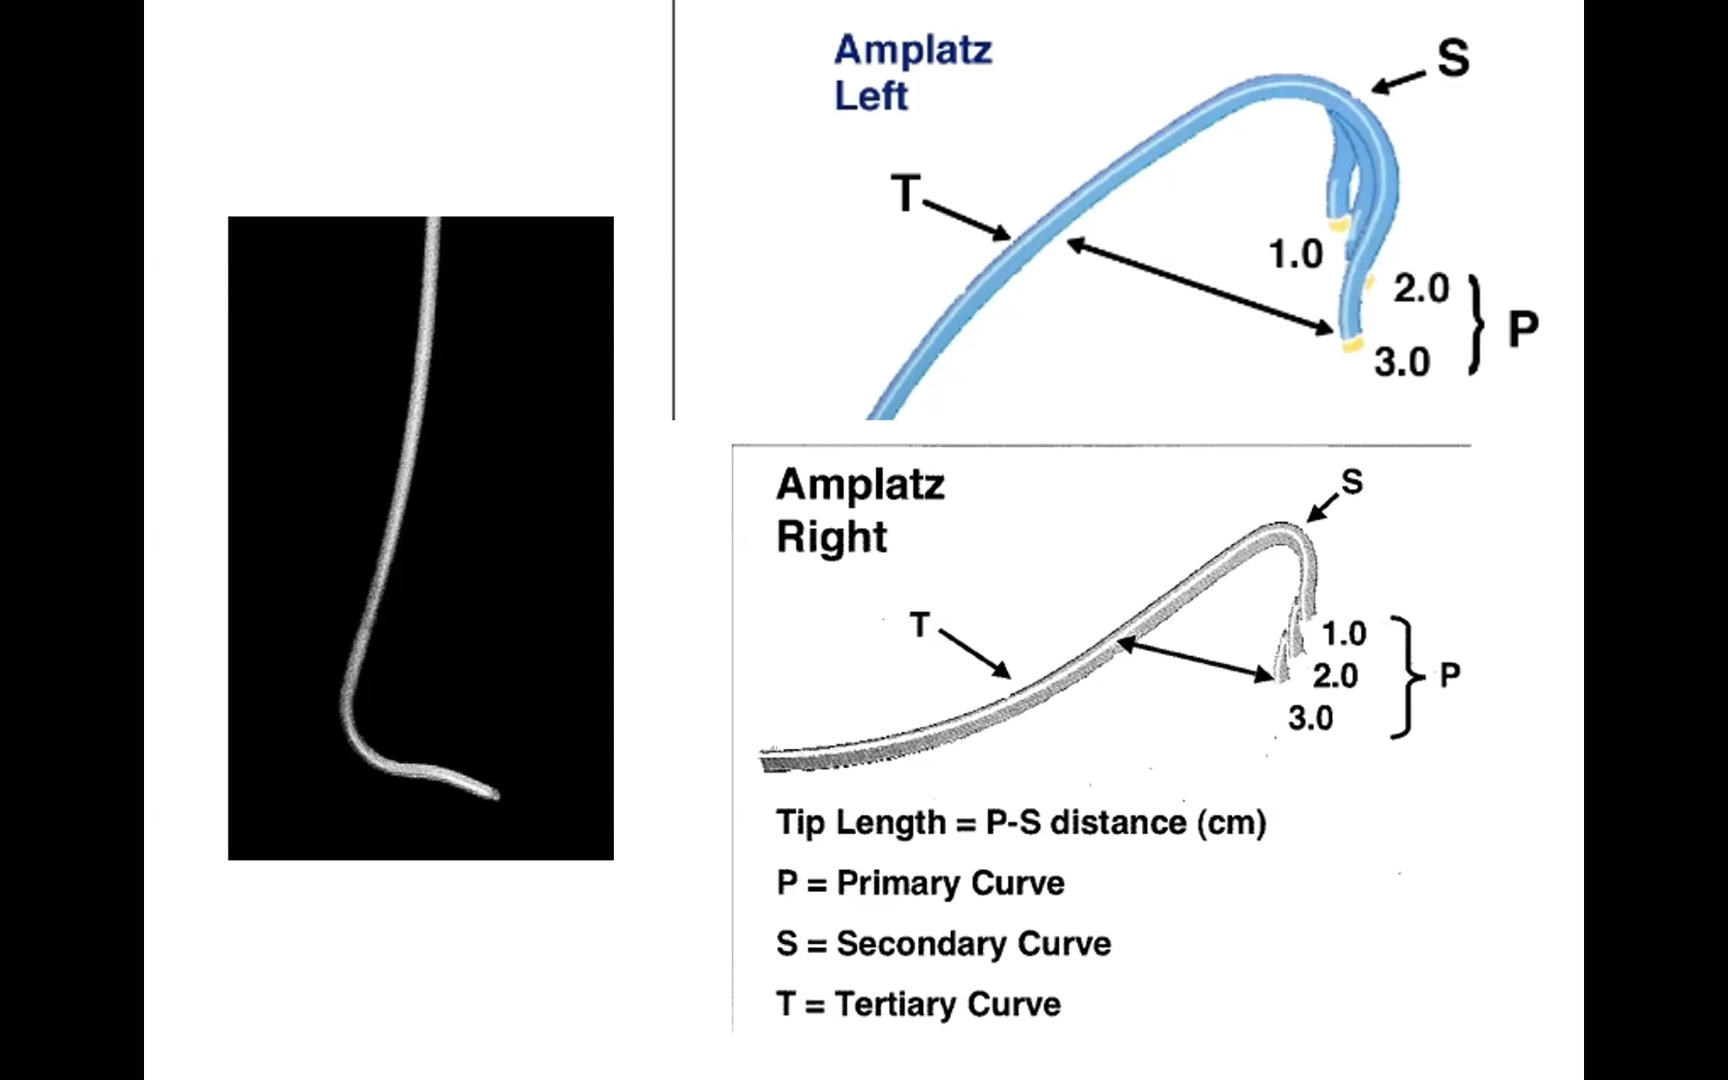 Amplatz
Left
S
T
1.0
2.0
P
3.0
Amplatz
Right
S
T
1.0
2.0
P
3.0
Tip Length = P-S distance (cm)
P = Primary Curve
S = Secondary Curve
T = Tertiary Curve